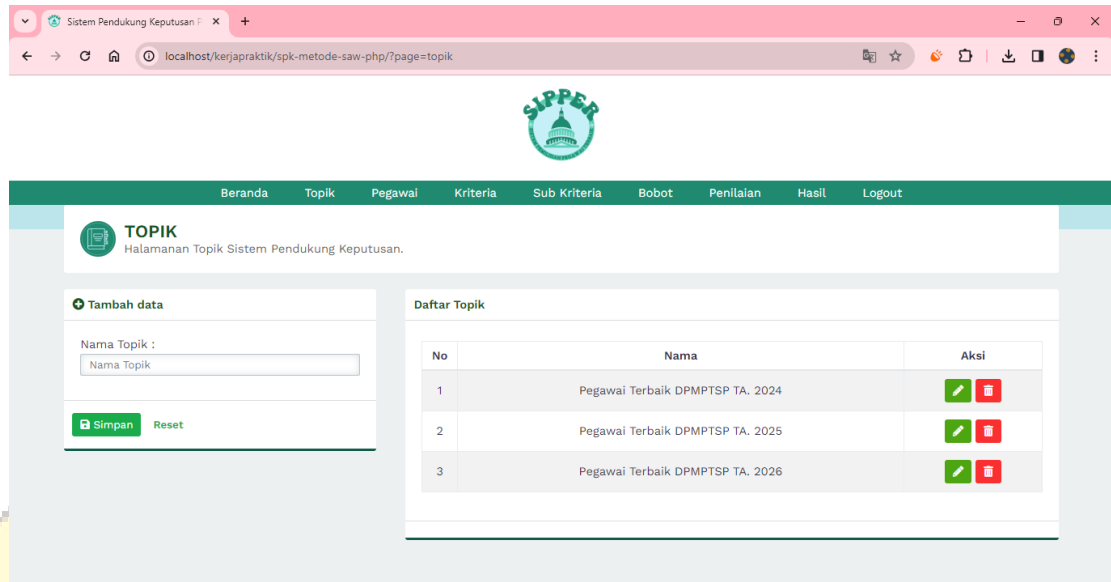 Sistem Pendukung Keputusan P
localhost/kerjapraktik/spk-metode-saw-php/?page=topik
SIPPER
Beranda Topik Pegawai Kriteria Sub Kriteria Bobot Penilaian Hasil Logout
TOPIK
Halamanan Topik Sistem Pendukung Keputusan.
Tambah data
Nama Topik :
Nama Topik
Simpan Reset
Daftar Topik
No Nama Aksi
1 Pegawai Terbaik DPMPTSP TA. 2024
2 Pegawai Terbaik DPMPTSP TA. 2025
3 Pegawai Terbaik DPMPTSP TA. 2026